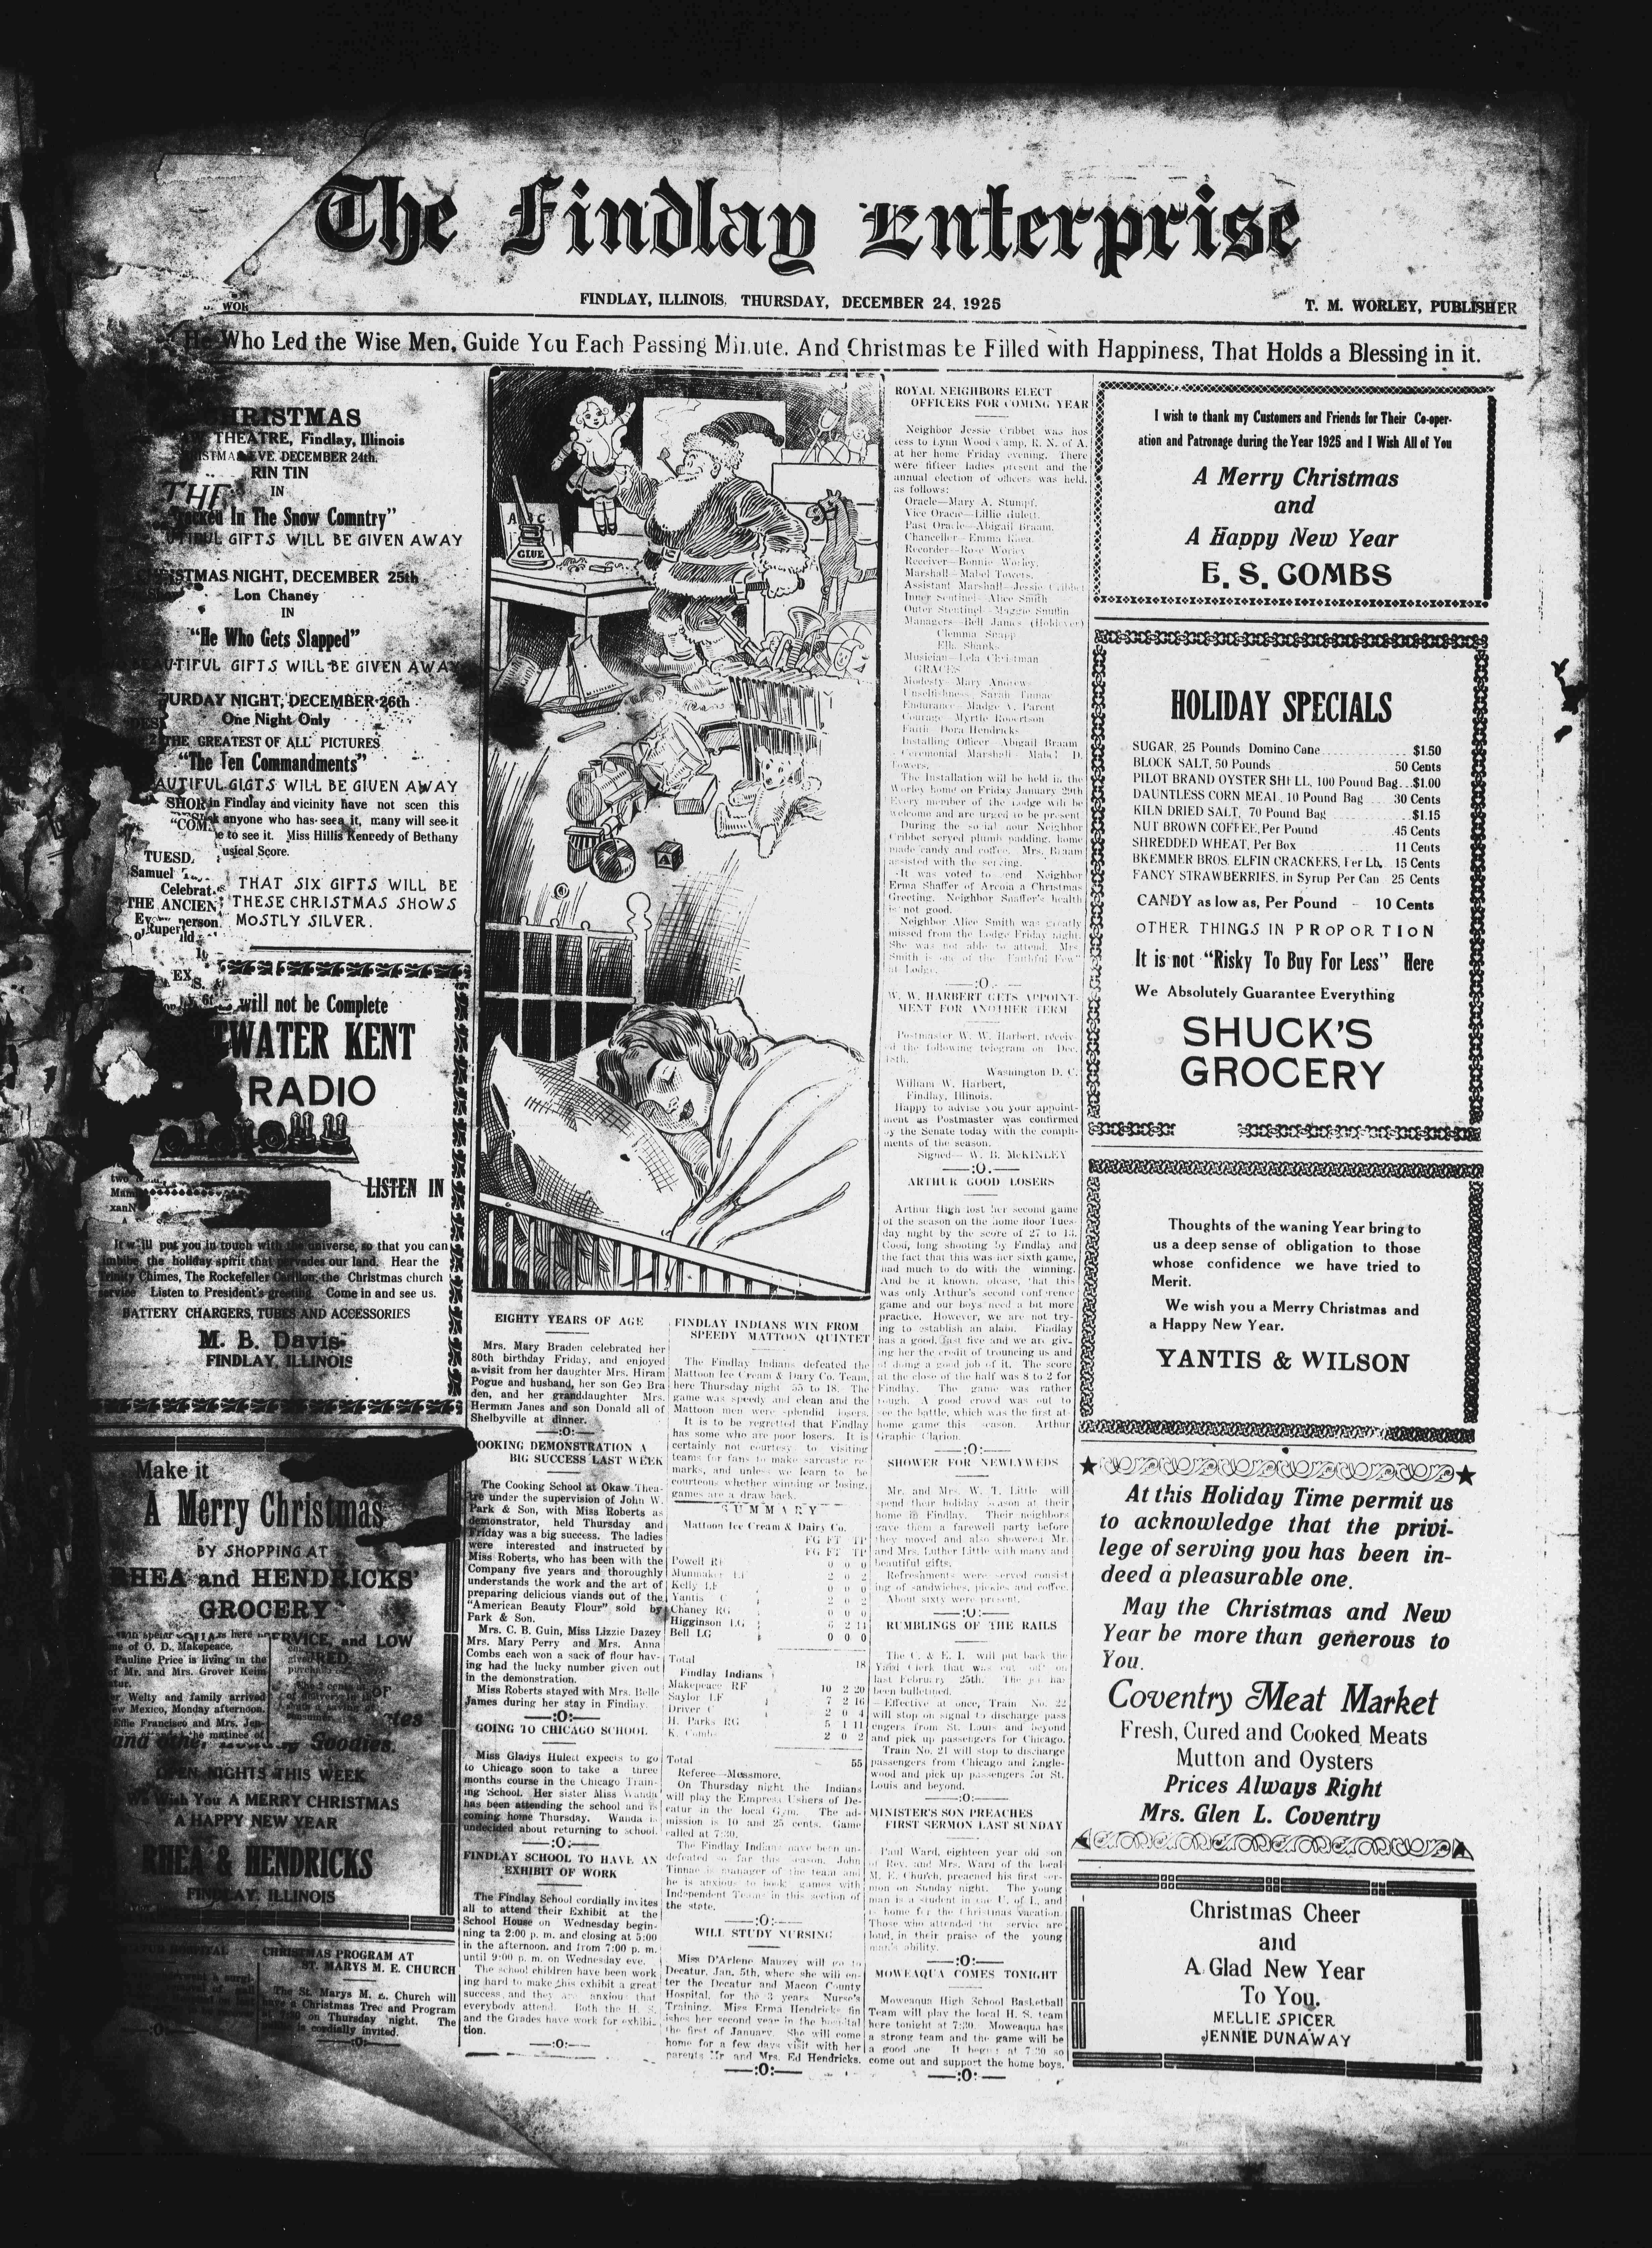 The Findlay Enterprise
FINDLAY, ILLINOIS, THURSDAY, DECEMBER 24, 1925
T. M. WORLEY, PUBLISHER
He Who Led the Wise Men, Guide You Each Passing Minute. And Christmas be Filled with Happiness, That Holds a Blessing in it.
CHRISTMAS
THEATRE, Findlay, Illinois
EVE. DECEMBER 24th.
RIN TIN
IN
In The Snow Comntry"
GIFTS WILL BE GIVEN AWAY
NIGHT, DECEMBER 25th
Lon Chaney
IN
"He Who Gets Slapped"
GIFTS WILL BE GIVEN AWAY
NIGHT, DECEMBER 26th
One Night Only
THE GREATEST OF ALL PICTURES
"The Ten Commandments"
GIGTS WILL BE GIUEN AWAY
in Findlay and vicinity have not seen this
anyone who has seen it, many will see it
to see it. Miss Hillis Kennedy of Bethany
Score.
THAT SIX GIFTS WILL BE
THESE CHRISTMAS SHOWS
MOSTLY SILVER.
will not be Complete
WATER KENT
RADIO
LISTEN IN
It will put you in touch with the universe, so that you can
the holiday spirit that pervades our land. Hear the
Trinity Chimes, The Rockefeller Carillon, the Christmas church
service Listen to President's greeting. Come in and see us.
BATTERY CHARGERS, TUBES AND ACCESSORIES
M. B. Davis
FINDLAY, ILLINOIS
Make it
A Merry Christmas
BY SHOPPING AT
RHEA and HENDRICKS'
GROCERY
SERVICE, and LOW
and other Goodies.
OPEN NIGHTS THIS WEEK
We Wish You A MERRY CHRISTMAS
A HAPPY NEW YEAR
RHEA & HENDRICKS
FINDLAY, ILLINOIS
CHRISTMAS PROGRAM AT
ST. MARYS M. E. CHURCH
The St. Marys M. E. Church will
have a Christmas Tree and Program
7:30 on Thursday night. The
is cordially invited.
—:O:—
A B C
GLUE
A
EIGHTY YEARS OF AGE
Mrs. Mary Braden celebrated her
80th birthday Friday, and enjoyed
a visit from her daughter Mrs. Hiram
Pogue and husband, her son Geo Bra
den, and her granddaughter Mrs.
Herman Janes and son Donald all of
Shelbyville at dinner.
—:O:—
OOKING DEMONSTRATION A
BIG SUCCESS LAST WEEK
The Cooking School at Okaw Thea-
tre under the supervision of John W.
Park & Son, with Miss Roberts as
demonstrator, held Thursday and
Friday was a big success. The ladies
were interested and instructed by
Miss Roberts, who has been with the
Company five years and thoroughly
understands the work and the art of
preparing delicious viands out of the
"American Beauty Flour" sold by
Park & Son.
Mrs. C. B. Guin, Miss Lizzie Dazey
Mrs. Mary Perry and Mrs. Anna
Combs each won a sack of flour hav-
ing had the lucky number given out
in the demonstration.
Miss Roberts stayed with Mrs. Belle
James during her stay in Findlay.
—:O:—
GOING TO CHICAGO SCHOOL
Miss Gladys Hulett expects to go
to Chicago soon to take a three
months course in the Chicago Train-
ing School. Her sister Miss Wanda
has been attending the school and is
coming home Thursday. Wanda is
undecided about returning to school.
—:O:—
FINDLAY SCHOOL TO HAVE AN
EXHIBIT OF WORK
The Findlay School cordially invites
all to attend their Exhibit at the
School House on Wednesday begin-
ning ta 2:00 p. m. and closing at 5:00
in the afternoon, and from 7:00 p. m.
until 9:00 p. m. on Wednesday eve.
The school children have been work
ing hard to make this exhibit a great
success and they are anxious that
everybody attend. Both the H. S.
and the Grades have work for exhibi-
tion.
—:O:—
FINDLAY INDIANS WIN FROM
SPEEDY MATTOON QUINTET
The Findlay Indians defeated the
Mattoon Ice Cream & Dary Co. Team,
here Thursday night 55 to 18. The
game was speedy and clean and the
Mattoon men were splendid losers.
It is to be regretted that Findlay
has some who are poor losers. It is
certainly not courtesy to visiting
teams for fans to make sarcastic re-
marks, and unless we learn to be
courteous whether winning or losing,
games are a draw back.
SUMMARY
Mattoon Ice Cream & Dairy Co.
FG FT TP
FG FT TP
Powell RF 0 0 0
Munmaker LF 2 0 2
Kelly LF 0 0 0
Yantis C 2 0 2
Chaney RG 0 0 0
Higginson LG 6 2 14
Bell LG 0 0 0
Total 18
Findlay Indians
Makepeace RF 10 2 20
Saylor LF 7 2 16
Driver C 2 0 4
H. Parks RG 5 1 11
K. Combs 2 0 2
Total 55
Referee—Messmore.
On Thursday night the Indians
will play the Empress Ushers of De-
catur in the local Gym. The ad-
mission is 10 and 25 cents. Game
called at 7:30.
The Findlay Indians have been un-
defeated so far this season. John
Tinnae is manager of the team and
he is anxious to book games with
Independent Teams in this section of
the state.
—:O:—
WILL STUDY NURSING
Miss D'Arlene Mauzey will go to
Decatur, Jan. 5th, where she will en-
ter the Decatur and Macon County
Hospital, for the 3 years Nurse's
Training. Miss Erma Hendricks fin
ishes her second year in the hospital
the first of January. She will come
home for a few days visit with her
parents Mr and Mrs. Ed Hendricks.
—:O:—
ROYAL NEIGHBORS ELECT
OFFICERS FOR COMING YEAR
Neighbor Jessie Cribbet was hos
tess to Lynn Wood Camp, R. N. of A.
at her home Friday evening. There
were fifteen ladies present and the
annual election of officers was held,
as follows:
Oracle—Mary A. Stumpf.
Vice Oracle—Lillie Hulett.
Past Oracle—Abigail Braam.
Chancellor—Emma Rhea.
Recorder—Rose Worley
Receiver—Bonnie Worley.
Marshall—Mabel Towers.
Assistant Marshall—Jessie Cribbet
Inner Sentinel—Alice Smith
Outer Stentinel—Maggie Snuffin
Managers—Bell James (Holdover)
Clemma Snapp
Ella Shanks
Musician—Lela Christman
GRACES
Modesty—Mary Andrews
Unselfishness—Sarah Tinnae
Endurance—Madge A. Parent
Courage—Myrtle Robertson
Faith—Dora Hendricks
Installing Officer—Abigail Braam
Ceremonial Marshall—Mabel D.
Towers.
The Installation will be held in the
Worley home on Friday January 29th
Every member of the Lodge will be
welcome and are urged to be present
During the social hour Neighbor
Cribbet served plum pudding, home
made candy and coffee. Mrs. Braam
assisted with the serving.
It was voted to send Neighbor
Erma Shaffer of Arcola a Christmas
Greeting. Neighbor Shaffer's health
is not good.
Neighbor Alice Smith was greatly
missed from the Lodge Friday night.
She was not able to attend. Mrs
Smith is one of the "Faithful Few"
at Lodge.
—:O:—
W. W. HARBERT GETS APPOINT-
MENT FOR ANOTHER TERM
Postmaster W. W. Harbert, receiv-
ed the following telegram on Dec.
18th.
Washington D. C.
William W. Harbert,
Findlay, Illinois.
Happy to advise you your appoint-
ment as Postmaster was confirmed
by the Senate today with the compli-
ments of the season.
Signed— W. B. McKINLEY
—:O.—
ARTHUR GOOD LOSERS
Arthur High lost her second game
of the season on the home floor Tues-
day night by the score of 27 to 13.
Good, long shooting by Findlay and
the fact that this was her sixth game,
had much to do with the winning.
And be it known, please, that this
was only Arthur's second conference
game and our boys need a bit more
practice. However, we are not try-
ing to establish an alabi. Findlay
has a good, fast five and we are giv-
ing her the credit of trouncing us and
of doing a good job of it. The score
at the close of the half was 8 to 2 for
Findlay. The game was rather
rough. A good crowd was out to
see the battle, which was the first at
home game this season. Arthur
Graphic Clarion.
—:O:—
SHOWER FOR NEWLYWEDS
Mr. and Mrs. W. T. Little will
spend their holiday season at their
home in Findlay. Their neighbors
gave them a farewell party before
they moved and also showered Mr.
and Mrs. Luther Little with many and
beautiful gifts.
Refreshments were served consist
ing of sandwiches, pickles and coffee.
About sixty were present.
—:O:—
RUMBLINGS OF THE RAILS
The C. & E. I. will put back the
Yard Clerk that was cut off on
last February 25th. The job has
been bulletined.
—Effective at once, Train No. 22
will stop on signal to discharge pass
engers from St. Louis and beyond
and pick up passengers for Chicago.
Train No. 21 will stop to discharge
passengers from Chicago and Engle-
wood and pick up passengers for St.
Louis and beyond.
—:O:—
MINISTER'S SON PREACHES
FIRST SERMON LAST SUNDAY
Paul Ward, eighteen year old son
of Rev. and Mrs. Ward of the local
M. E. Church, preached his first ser-
mon on Sunday night. The young
man is a student in the U. of I., and
is home for the Christmas vacation.
Those who attended the service are
loud, in their praise of the young
man's ability.
—:O:—
MOWEAQUA COMES TONIGHT
Moweaqua High School Basketball
Team will play the local H. S. team
here tonight at 7:30. Moweaqua has
a strong team and the game will be
a good one. It begins at 7:30 so
come out and support the home boys.
—:O:—
I wish to thank my Customers and Friends for Their Co-oper-
ation and Patronage during the Year 1925 and I Wish All of You
A Merry Christmas
and
A Happy New Year
E. S. COMBS
HOLIDAY SPECIALS
SUGAR, 25 Pounds Domino Cane $1.50
BLOCK SALT, 50 Pounds 50 Cents
PILOT BRAND OYSTER SHELL, 100 Pound Bag $1.00
DAUNTLESS CORN MEAL, 10 Pound Bag 30 Cents
KILN DRIED SALT, 70 Pound Bag $1.15
NUT BROWN COFFEE, Per Pound .45 Cents
SHREDDED WHEAT, Per Box 11 Cents
BREMMER BROS. ELFIN CRACKERS, Per Lb. 15 Cents
FANCY STRAWBERRIES, in Syrup Per Can 25 Cents
CANDY as low as, Per Pound - 10 Cents
OTHER THINGS IN PROPORTION
It is not "Risky To Buy For Less" Here
We Absolutely Guarantee Everything
SHUCK'S
GROCERY
Thoughts of the waning Year bring to
us a deep sense of obligation to those
whose confidence we have tried to
Merit.
We wish you a Merry Christmas and
a Happy New Year.
YANTIS & WILSON
At this Holiday Time permit us
to acknowledge that the privi-
lege of serving you has been in-
deed a pleasurable one.
May the Christmas and New
Year be more than generous to
You.
Coventry Meat Market
Fresh, Cured and Cooked Meats
Mutton and Oysters
Prices Always Right
Mrs. Glen L. Coventry
Christmas Cheer
and
A Glad New Year
To You.
MELLIE SPICER
JENNIE DUNAWAY